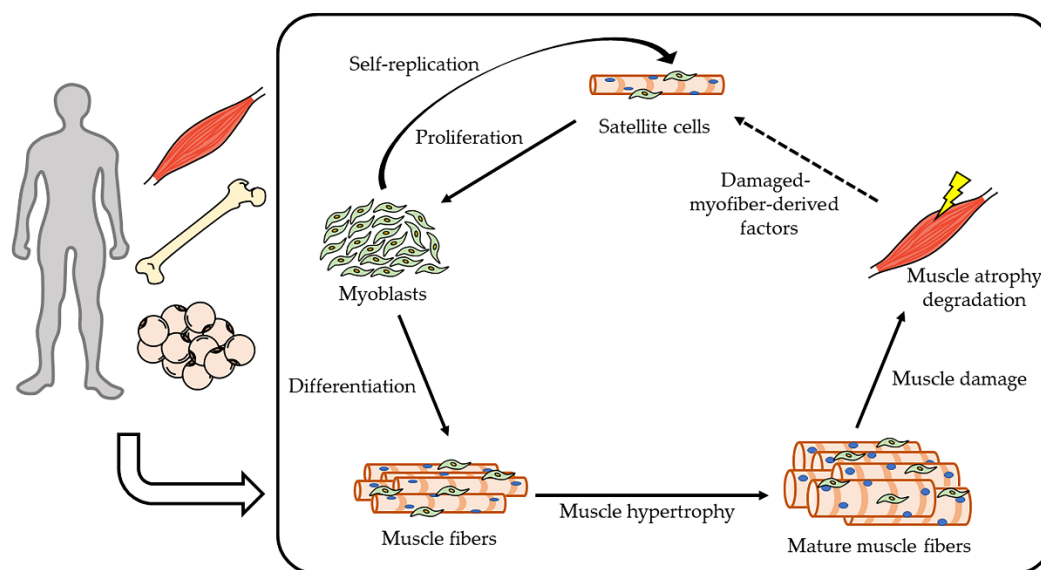 Self-replication
Satellite cells
Proliferation
Damaged-
myofiber-derived
factors
Myoblasts
Muscle atrophy
degradation
Differentiation
Muscle damage
Muscle fibers
Muscle hypertrophy
Mature muscle fibers